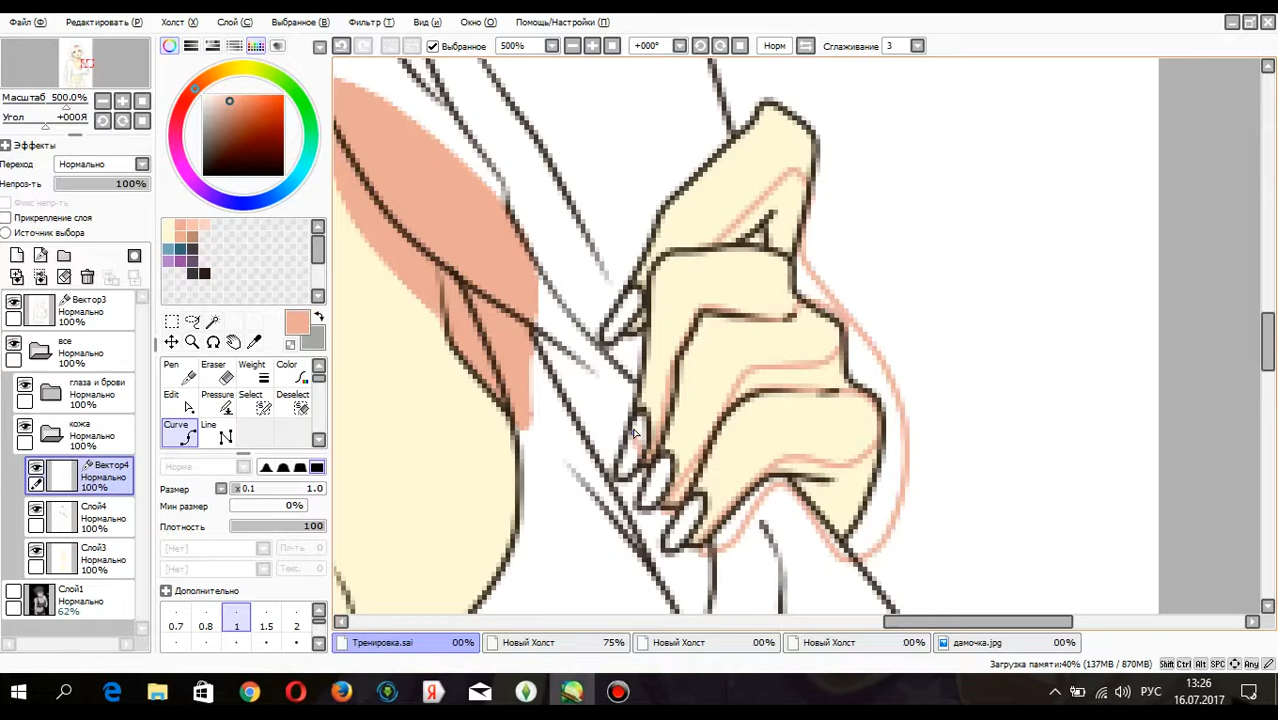 Файл (Ф) Редактировать (Р) Холст (Х) Слой (С) Выбранное (В) Фильтр (Т) Вид (и) Окно (О) Помощь/Настройки (П)
Выбранное 500% +000° Норм Сглаживание 3
Масштаб 500.0%
Угол +000Я
Эффекты
Переход Нормально
Непроз-ть 100%
Фикс непр-ть
Прикрепление слоя
Источник выбора
Вектор3
Нормально
100%
все
Нормально
100%
глаза и брови
Нормально
100%
кожа
Нормально
100%
Вектор4
Нормально
100%
Слой4
Нормально
100%
Слой3
Нормально
100%
Слой1
Нормально
62%
Pen Eraser Weight Color
Edit Pressure Select Deselect
Curve Line
Норма
Размер x 0.1 1.0
Мин размер 0%
Плотность 100
[Нет] Пл-ть 0
[Нет] Текс. 0
Дополнительно
0.7 0.8 1 1.5 2
Тренировка.sai 00% Новый Холст 75% Новый Холст 00% Новый Холст 00% дамочка.jpg 00%
Загрузка памяти:40% (137MB / 870MB) Shift Ctrl Alt SPC Any
РУС 13:26
16.07.2017